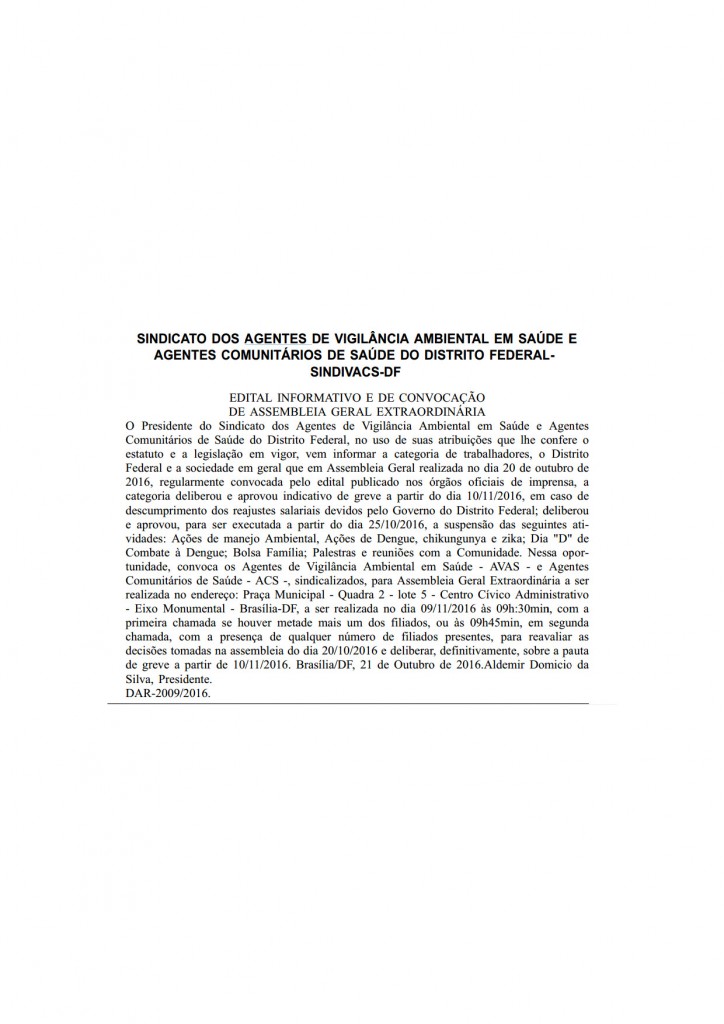 SINDICATO DOS AGENTES DE VIGILÂNCIA AMBIENTAL EM SAÚDE E
AGENTES COMUNITÁRIOS DE SAÚDE DO DISTRITO FEDERAL-
SINDIVACS-DF
EDITAL INFORMATIVO E DE CONVOCAÇÃO
DE ASSEMBLEIA GERAL EXTRAORDINÁRIA
O Presidente do Sindicato dos Agentes de Vigilância Ambiental em Saúde e Agentes
Comunitários de Saúde do Distrito Federal, no uso de suas atribuições que lhe confere o
estatuto e a legislação em vigor, vem informar a categoria de trabalhadores, o Distrito
Federal e a sociedade em geral que em Assembleia Geral realizada no dia 20 de outubro de
2016, regularmente convocada pelo edital publicado nos órgãos oficiais de imprensa, a
categoria deliberou e aprovou indicativo de greve a partir do dia 10/11/2016, em caso de
descumprimento dos reajustes salariais devidos pelo Governo do Distrito Federal; deliberou
e aprovou, para ser executada a partir do dia 25/10/2016, a suspensão das seguintes ati-
vidades: Ações de manejo Ambiental, Ações de Dengue, chikungunya e zika; Dia "D" de
Combate à Dengue; Bolsa Família; Palestras e reuniões com a Comunidade. Nessa opor-
tunidade, convoca os Agentes de Vigilância Ambiental em Saúde - AVAS - e Agentes
Comunitários de Saúde - ACS -, sindicalizados, para Assembleia Geral Extraordinária a ser
realizada no endereço: Praça Municipal - Quadra 2 - lote 5 - Centro Cívico Administrativo
- Eixo Monumental - Brasília-DF, a ser realizada no dia 09/11/2016 às 09h:30min, com a
primeira chamada se houver metade mais um dos filiados, ou às 09h45min, em segunda
chamada, com a presença de qualquer número de filiados presentes, para reavaliar as
decisões tomadas na assembleia do dia 20/10/2016 e deliberar, definitivamente, sobre a pauta
de greve a partir de 10/11/2016. Brasília/DF, 21 de Outubro de 2016.Aldemir Domicio da
Silva, Presidente.
DAR-2009/2016.